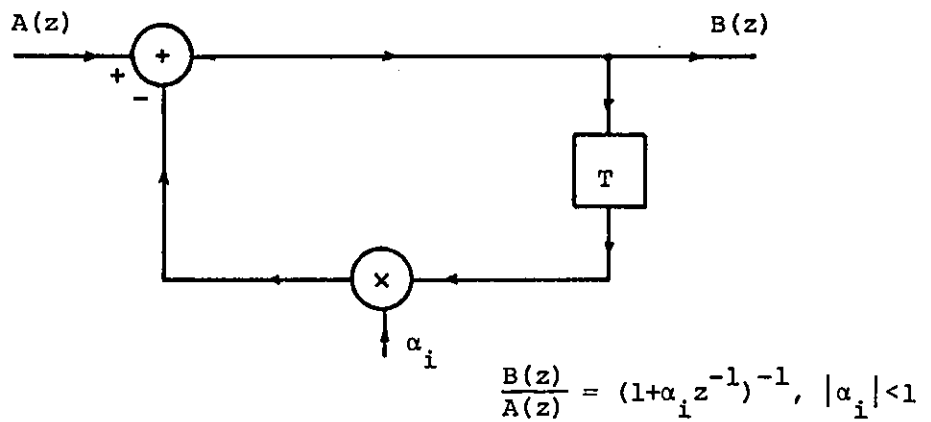 A(z)
B(z)
+
+
-
T
×
α_i
B(z)/A(z) = (1+α_i z^{-1})^{-1}, |α_i|<1